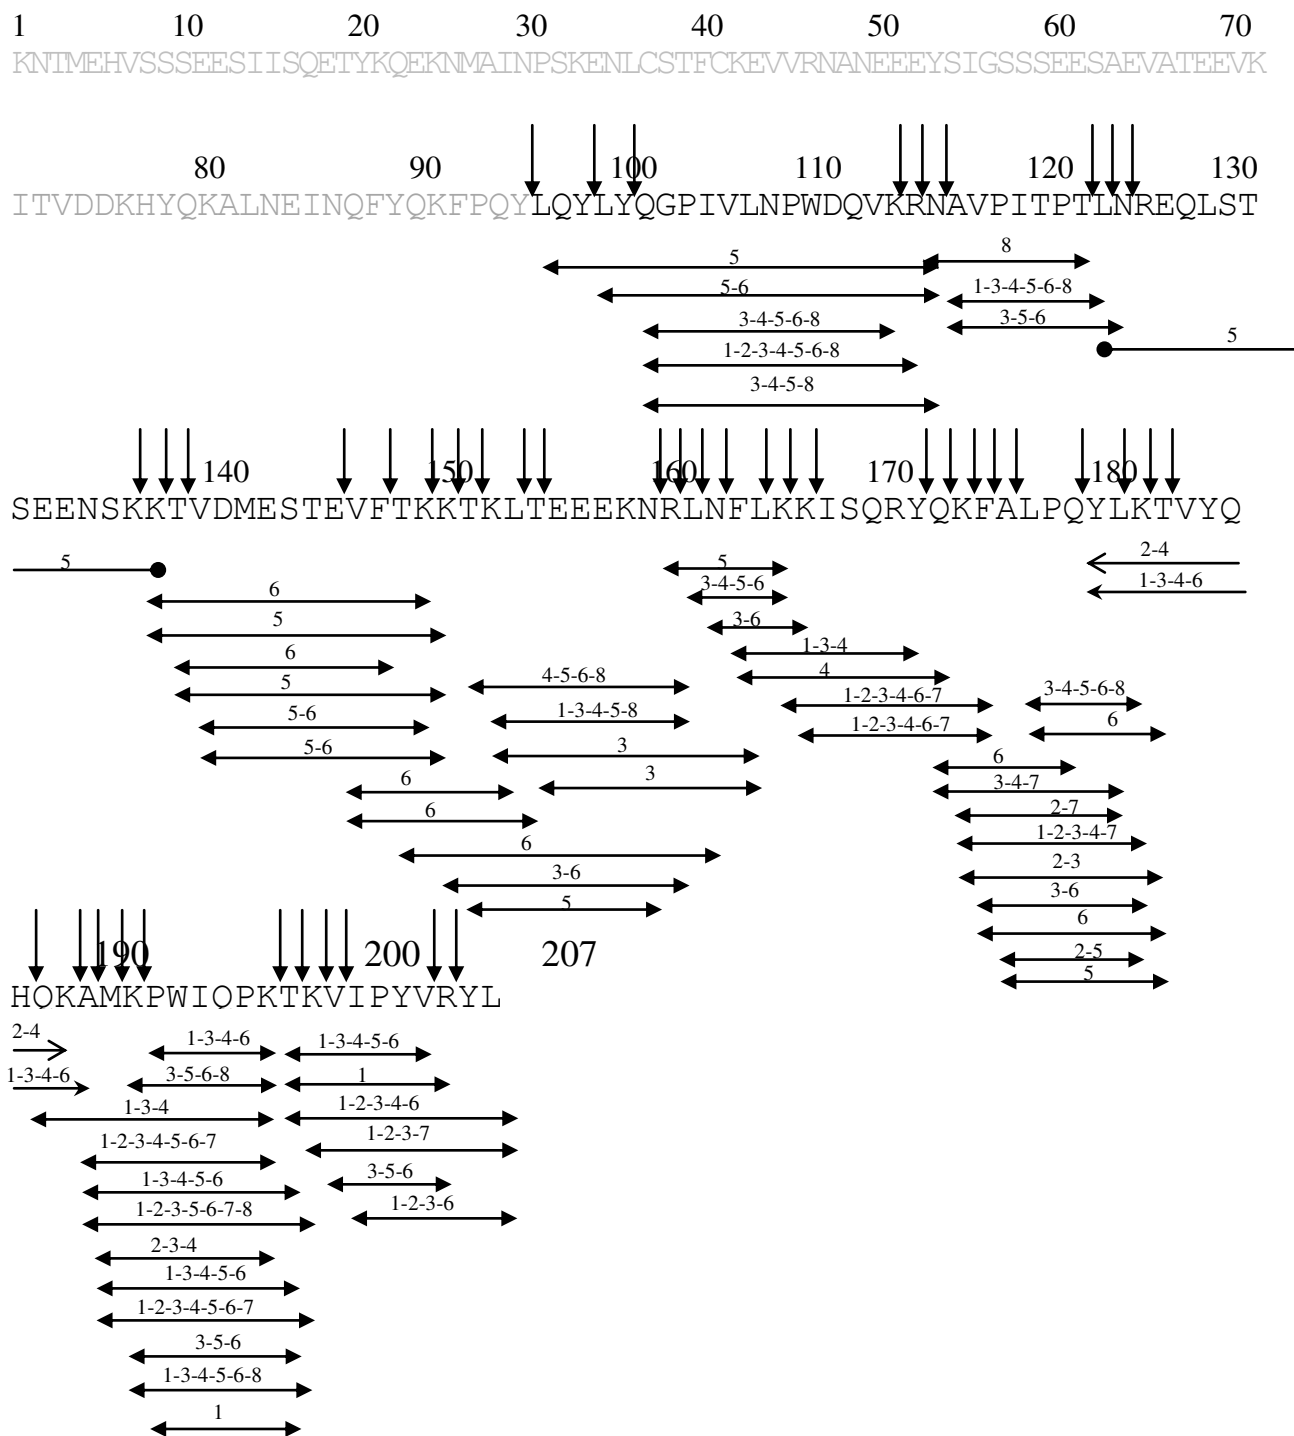 1 10 20 30 40 50 60 70
KNTMEHVSSSEESIISQETYKQEKNMAINPSKENLCSTFCKEVVRNANEEEYSIGSSSEESAEVATEEVK
80 90 100 110 120 130
ITVDDKHYQKALNEINQFYQKFPQYLQYLYQGPIVLNPWDQVKRNAVPITPTLNREQLST
8
5
5-6 1-3-4-5-6-8
3-4-5-6-8 3-5-6
1-2-3-4-5-6-8 5
3-4-5-8
140 150 160 170 180
SEENSKKTVDMESTEVFTKKTKLTEEEKNRLNFLKKISQRYQKFALPQYLKTVYQ
5 5 2-4
6 3-4-5-6 1-3-4-6
5 3-6
6 1-3-4
5 4-5-6-8 4 3-4-5-6-8
5-6 1-3-4-5-8 1-2-3-4-6-7 6
5-6 3 1-2-3-4-6-7 6
6 3 3-4-7
6 2-7
6 1-2-3-4-7
3-6 2-3
5 3-6
6
2-5
5
190 200 207
HQKAMKPWIQPKTKVIPYVRYL
2-4 1-3-4-6 1-3-4-5-6
1-3-4-6 3-5-6-8 1
1-3-4 1-2-3-4-6
1-2-3-4-5-6-7 1-2-3-7
1-3-4-5-6 3-5-6
1-2-3-5-6-7-8 1-2-3-6
2-3-4
1-3-4-5-6
1-2-3-4-5-6-7
3-5-6
1-3-4-5-6-8
1